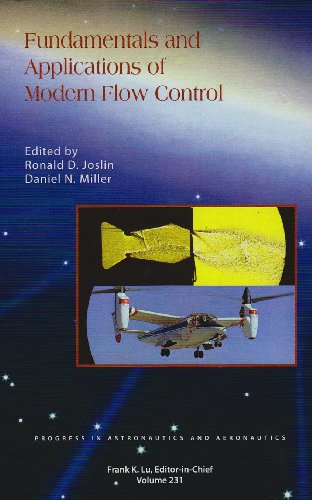 Fundamentals and
Applications of
Modern Flow Control
Edited by
Ronald D. Joslin
Daniel N. Miller
PROGRESS IN ASTRONAUTICS AND AERONAUTICS
Frank K. Lu, Editor-in-Chief
Volume 231